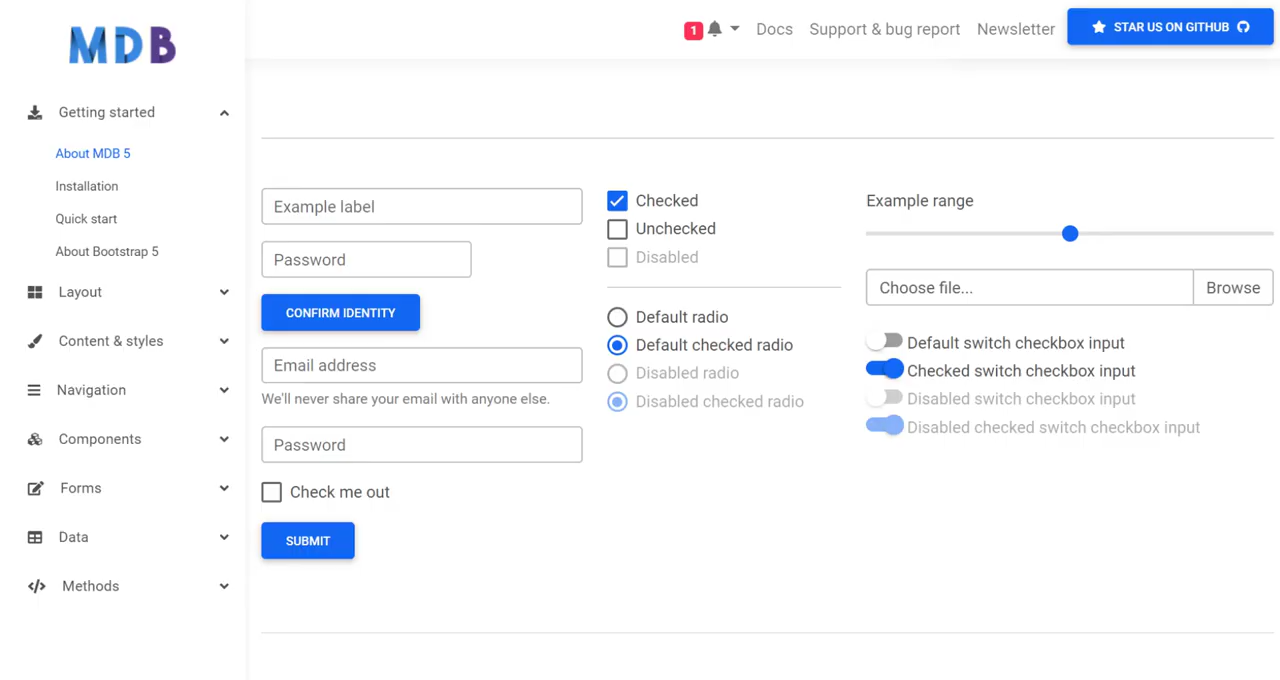 MDB
1
Docs
Support & bug report
Newsletter
STAR US ON GITHUB
Getting started
About MDB 5
Installation
Quick start
About Bootstrap 5
Layout
Content & styles
Navigation
Components
Forms
Data
Methods
Example label
Password
CONFIRM IDENTITY
Email address
We'll never share your email with anyone else.
Password
Check me out
SUBMIT
Checked
Unchecked
Disabled
Default radio
Default checked radio
Disabled radio
Disabled checked radio
Example range
Choose file...
Browse
Default switch checkbox input
Checked switch checkbox input
Disabled switch checkbox input
Disabled checked switch checkbox input